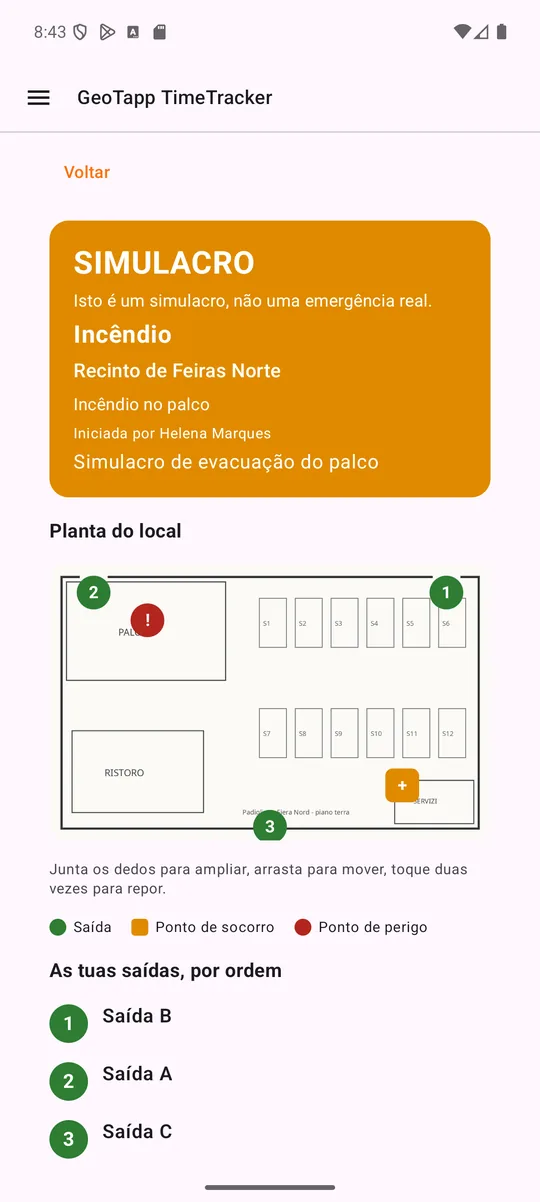 8:43
GeoTapp TimeTracker
Voltar
SIMULACRO
Isto é um simulacro, não uma emergência real.
Incêndio
Recinto de Feiras Norte
Incêndio no palco
Iniciada por Helena Marques
Simulacro de evacuação do palco
Planta do local
2
!
1
S1 S2 S3 S4 S5 S6
S7 S8 S9 S10 S11 S12
RISTORO
+
Fiera Nord - piano terra
3
Junta os dedos para ampliar, arrasta para mover, toque duas
vezes para repor.
Saída Ponto de socorro Ponto de perigo
As tuas saídas, por ordem
1 Saída B
2 Saída A
3 Saída C